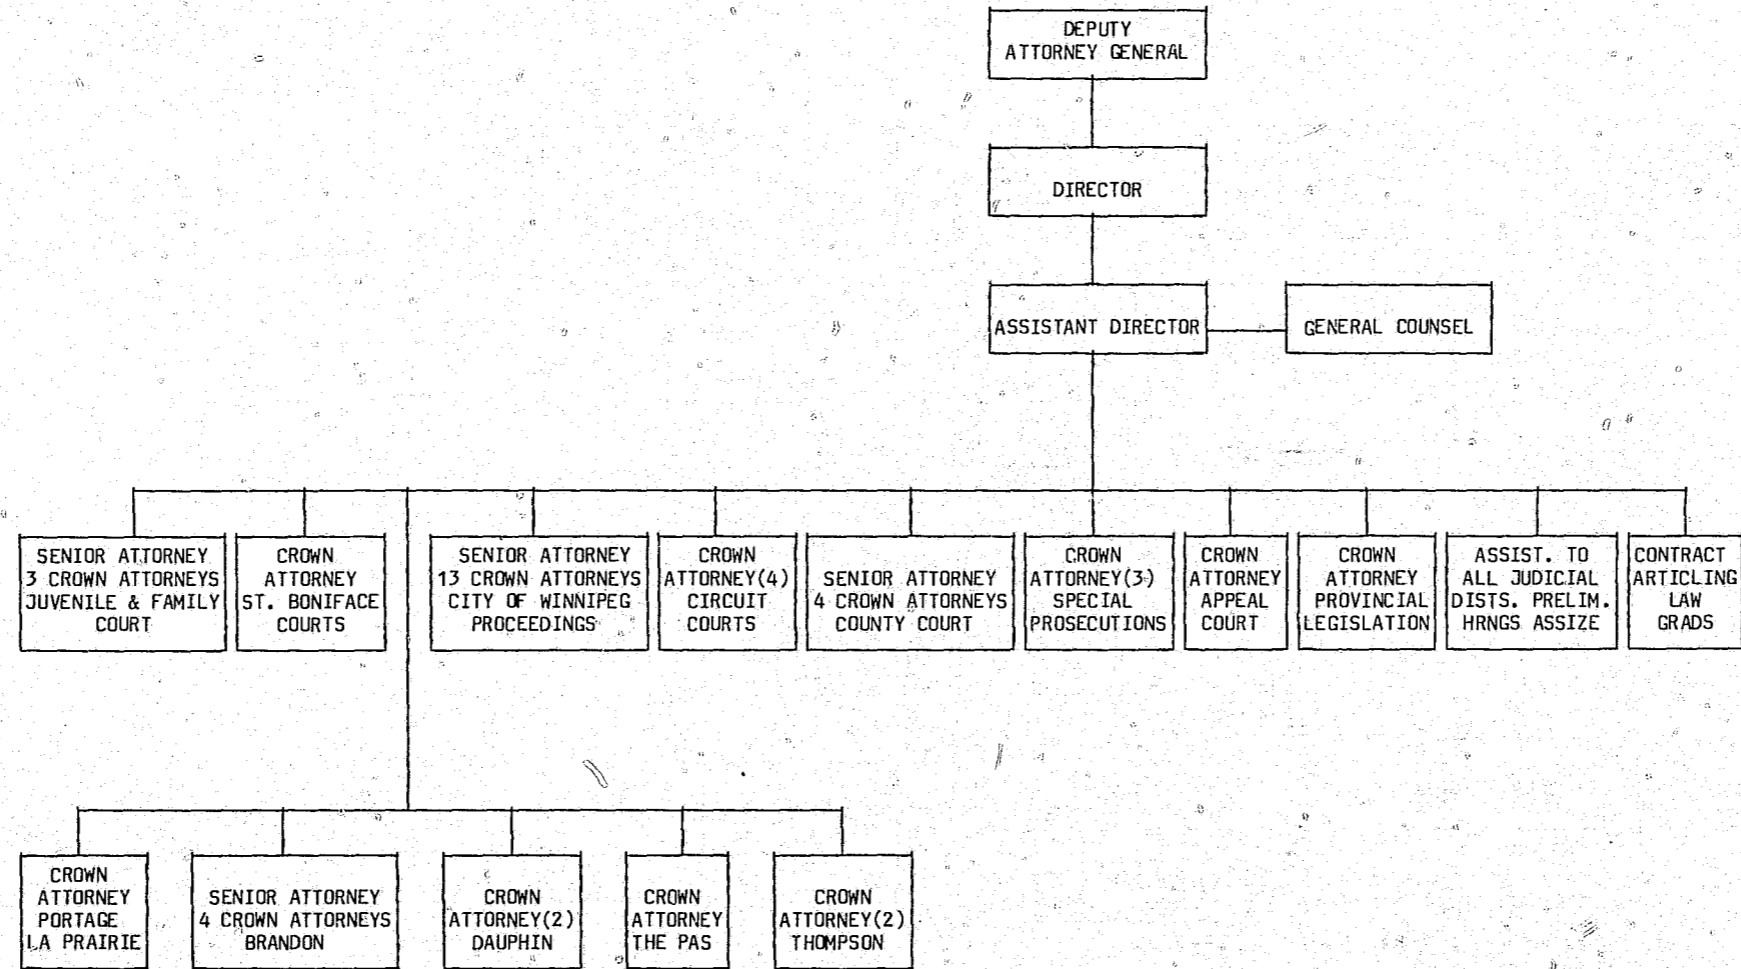 DEPUTY
ATTORNEY GENERAL
DIRECTOR
ASSISTANT DIRECTOR
GENERAL COUNSEL
SENIOR ATTORNEY
3 CROWN ATTORNEYS
JUVENILE & FAMILY
COURT
CROWN
ATTORNEY
ST. BONIFACE
COURTS
SENIOR ATTORNEY
13 CROWN ATTORNEYS
CITY OF WINNIPEG
PROCEEDINGS
CROWN
ATTORNEY(4)
CIRCUIT
COURTS
SENIOR ATTORNEY
4 CROWN ATTORNEYS
COUNTY COURT
CROWN
ATTORNEY(3)
SPECIAL
PROSECUTIONS
CROWN
ATTORNEY
APPEAL
COURT
CROWN
ATTORNEY
PROVINCIAL
LEGISLATION
ASSIST. TO
ALL JUDICIAL
DISTS. PRELIM.
HRNGS ASSIZE
CONTRACT
ARTICLING
LAW
GRADS
CROWN
ATTORNEY
PORTAGE
LA PRAIRIE
SENIOR ATTORNEY
4 CROWN ATTORNEYS
BRANDON
CROWN
ATTORNEY(2)
DAUPHIN
CROWN
ATTORNEY
THE PAS
CROWN
ATTORNEY(2)
THOMPSON